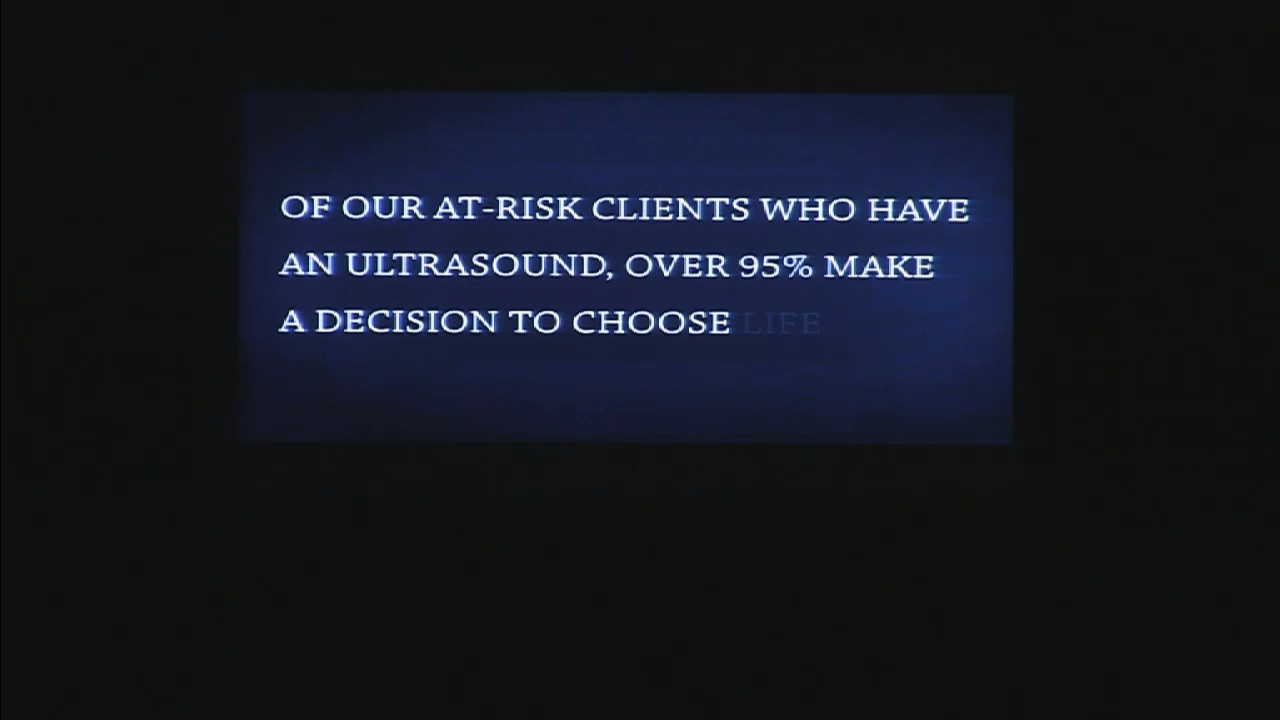 OF OUR AT-RISK CLIENTS WHO HAVE
AN ULTRASOUND, OVER 95% MAKE
A DECISION TO CHOOSE LIFE